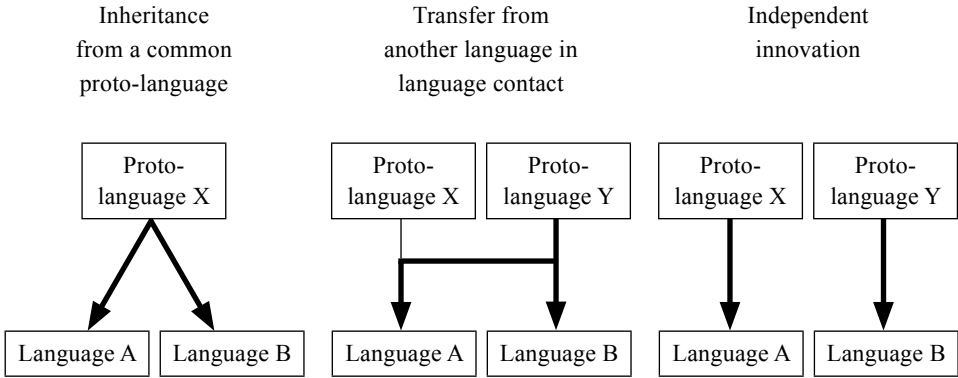 Inheritance
from a common
proto-language
Transfer from
another language in
language contact
Independent
innovation
Proto-
language X
Proto-
language X
Proto-
language Y
Proto-
language X
Proto-
language Y
Language A
Language B
Language A
Language B
Language A
Language B